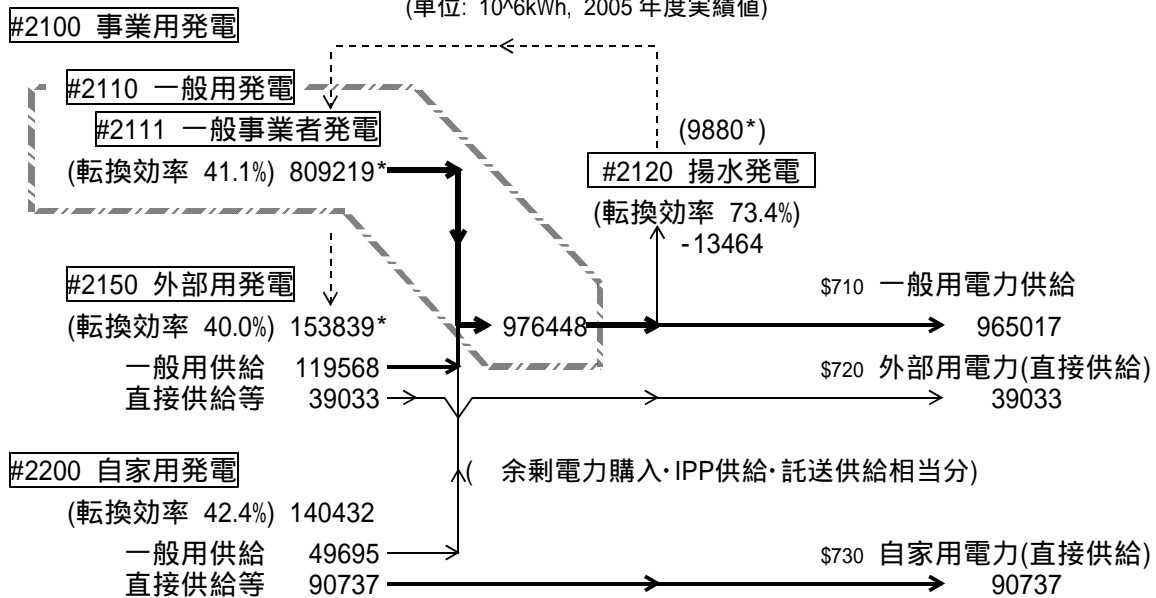 (単位: 10^6kWh, 2005 年度実績値)
#2100 事業用発電
#2110 一般用発電
#2111 一般事業者発電
(9880*)
(転換効率 41.1%) 809219*
#2120 揚水発電
(転換効率 73.4%)
-13464
#2150 外部用発電
$710 一般用電力供給
(転換効率 40.0%) 153839*
976448
965017
一般用供給 119568
$720 外部用電力(直接供給)
直接供給等 39033
39033
#2200 自家用発電
( 余剰電力購入・IPP供給・託送供給相当分)
(転換効率 42.4%) 140432
一般用供給 49695
$730 自家用電力(直接供給)
直接供給等 90737
90737